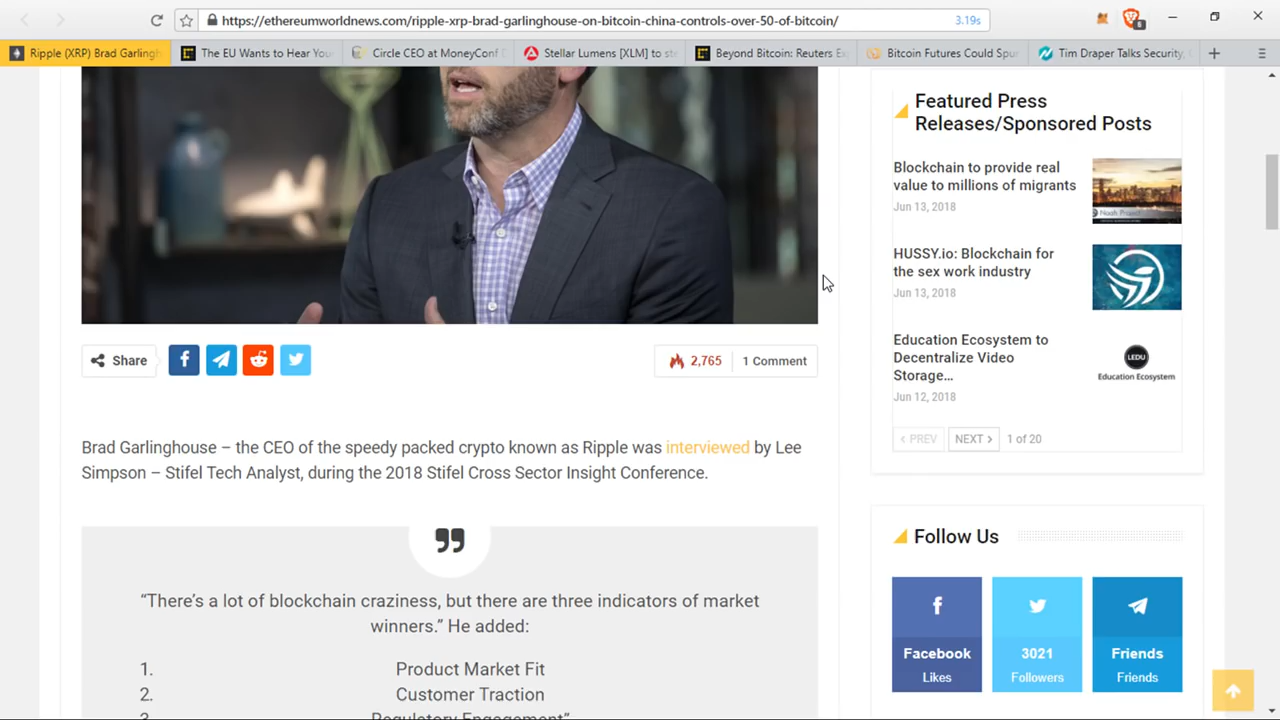 https://ethereumworldnews.com/ripple-xrp-brad-garlinghouse-on-bitcoin-china-controls-over-50-of-bitcoin/
3.19s
6
Ripple (XRP) Brad Garlingh
The EU Wants to Hear You
Circle CEO at MoneyConf
Stellar Lumens [XLM] to st
Beyond Bitcoin: Reuters E
Bitcoin Futures Could Spu
Tim Draper Talks Security,
Featured Press
Releases/Sponsored Posts
Blockchain to provide real
value to millions of migrants
Jun 13, 2018
HUSSY.io: Blockchain for
the sex work industry
Jun 13, 2018
Education Ecosystem to
Decentralize Video
Storage...
Jun 12, 2018
LEDU
Education Ecosystem
< PREV
NEXT >
1 of 20
Share
2,765
1 Comment
Brad Garlinghouse – the CEO of the speedy packed crypto known as Ripple was interviewed by Lee
Simpson – Stifel Tech Analyst, during the 2018 Stifel Cross Sector Insight Conference.
“There’s a lot of blockchain craziness, but there are three indicators of market
winners.” He added:
1. Product Market Fit
2. Customer Traction
3. Regulatory Engagement”
Follow Us
Facebook
Likes
3021
Followers
Friends
Friends